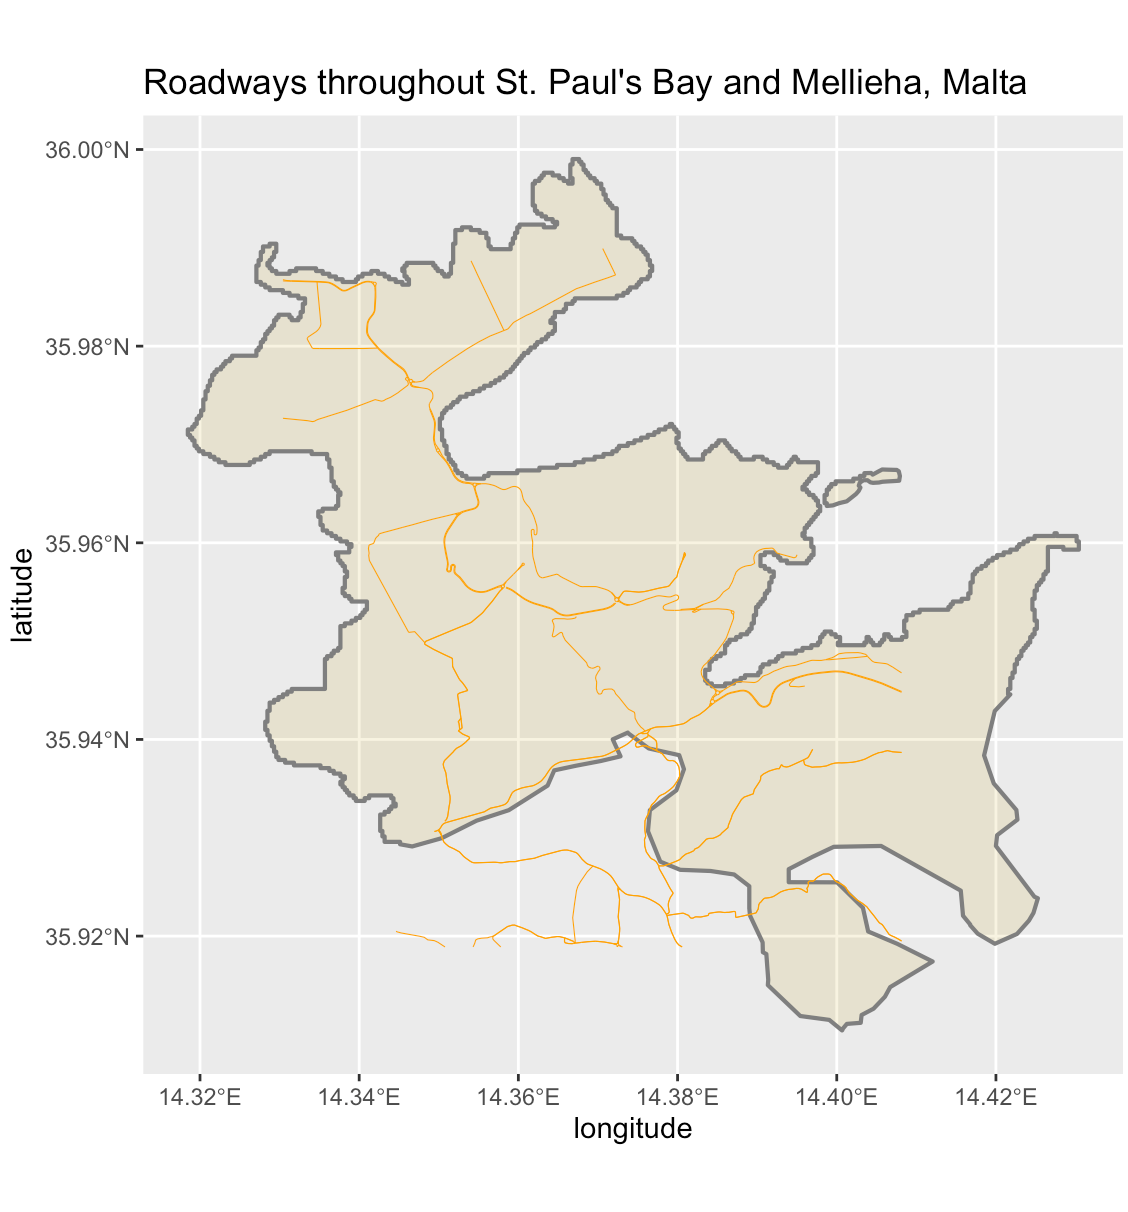 Roadways throughout St. Paul's Bay and Mellieha, Malta
36.00°N
35.98°N
35.96°N
35.94°N
35.92°N
latitude
14.32°E 14.34°E 14.36°E 14.38°E 14.40°E 14.42°E
longitude